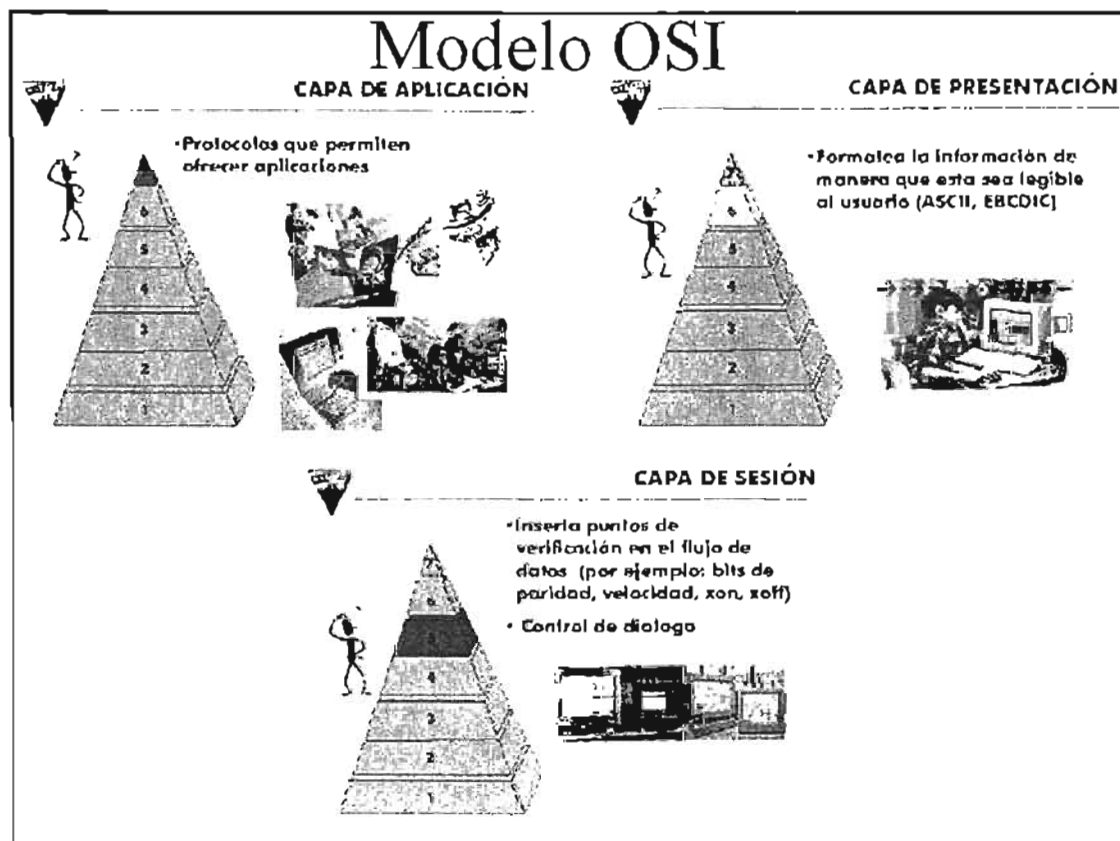 Modelo OSI
CAPA DE APLICACIÓN
•Protocolos que permiten
ofrecer aplicaciones
6
5
4
3
2
1
CAPA DE PRESENTACIÓN
•Formatea la información de
manera que esta sea legible
al usuario (ASCII, EBCDIC)
7
6
5
4
3
2
1
CAPA DE SESIÓN
•Inserta puntos de
verificación en el flujo de
datos (por ejemplo: bits de
paridad, velocidad, xon, xoff)
• Control de dialogo
7
6
5
4
3
2
1